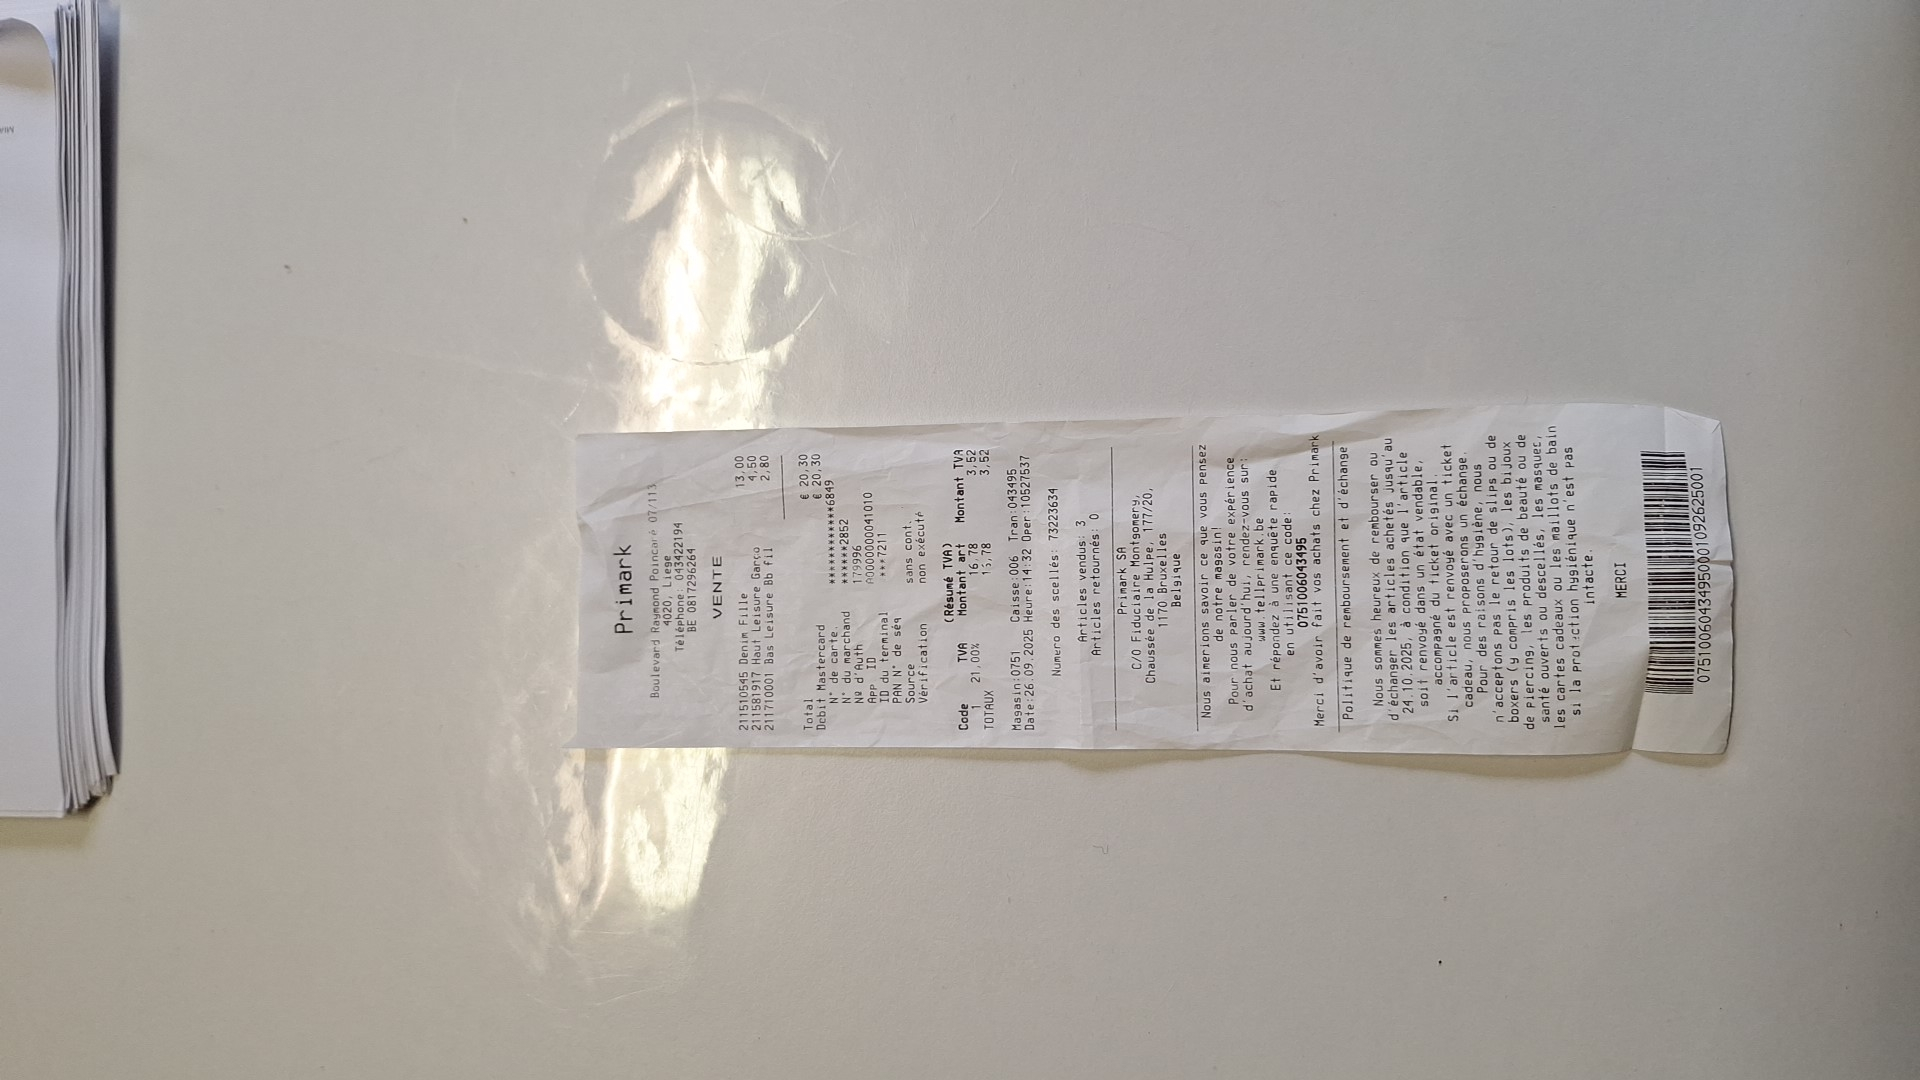 Primark
Boulevard Raymond Poincaré 07/113
4020, Liege
Téléphone: 043422194
BE 0817296264
VENTE
211510545 Denim Fille 13,00
211581917 Haut Leisure Garço 4,50
211710001 Bas Leisure Bb fil 2,80
Total € 20,30
Debit Mastercard € 20,30
N° de carte. ************6849
N° du marchand ******2852
Nº d'Auth 179996
App ID A0000000041010
ID du terminal ***7211
PAN N° de séq
Source sans cont.
Vérification non exécuté
(Résumé TVA)
Code TVA Montant art Montant TVA
1 21,00% 16,78 3,52
TOTAUX 16,78 3,52
Magasin:0751 Caisse:006 Tran:043495
Date:26.09.2025 Heure:14:32 Oper:10527537
Numero des scellés: 73223634
Articles vendus: 3
Articles retournés: 0
Primark SA
C/O Fiduciaire Montgomery,
Chaussée de la Hulpe, 177/20,
1170 Bruxelles
Belgique
Nous aimerions savoir ce que vous pensez
de notre magasin!
Pour nous parler de votre expérience
d'achat aujourd'hui, rendez-vous sur:
www.tellprimark.be
Et répondez à une enquête rapide
en utilisant ce code:
075100604349​5
Merci d'avoir fait vos achats chez Primark
Politique de remboursement et d'échange
Nous sommes heureux de rembourser ou
d'échanger les articles achetés jusqu'au
24.10.2025, à condition que l'article
soit renvoyé dans un état vendable,
accompagné du ticket original.
Si l'article est renvoyé avec un ticket
cadeau, nous proposerons un échange.
Pour des raisons d'hygiène, nous
n'acceptons pas le retour de slips ou de
boxers (y compris les lots), les bijoux
de piercings, les produits de beauté ou de
santé ouverts ou descellés, les masques,
les cartes cadeaux ou les maillots de bain
si la protection hygiénique n'est pas
intacte.
MERCI
075100604349500010926​25001